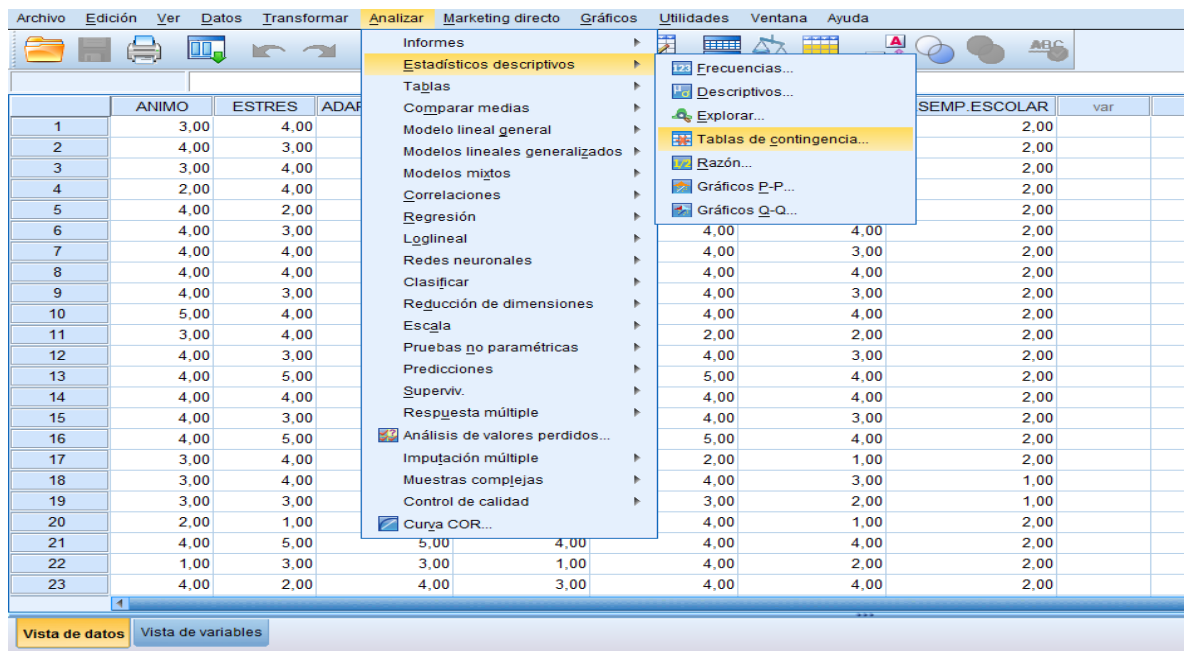 Archivo Edición Ver Datos Transformar Analizar Marketing directo Gráficos Utilidades Ventana Ayuda
Informes
Estadísticos descriptivos
Tablas
Comparar medias
Modelo lineal general
Modelos lineales generalizados
Modelos mixtos
Correlaciones
Regresión
Loglineal
Redes neuronales
Clasificar
Reducción de dimensiones
Escala
Pruebas no paramétricas
Predicciones
Superviv.
Respuesta múltiple
Análisis de valores perdidos...
Imputación múltiple
Muestras complejas
Control de calidad
Curva COR...
123 Frecuencias...
Descriptivos...
Explorar...
Tablas de contingencia...
1/2 Razón...
Gráficos P-P...
Gráficos Q-Q...
A ABC
ANIMO ESTRES SEMP.ESCOLAR var
1 3,00 4,00 2,00
2 4,00 3,00 2,00
3 3,00 4,00 2,00
4 2,00 4,00 2,00
5 4,00 2,00 2,00
6 4,00 3,00 4,00 4,00 2,00
7 4,00 4,00 4,00 3,00 2,00
8 4,00 4,00 4,00 4,00 2,00
9 4,00 3,00 4,00 3,00 2,00
10 5,00 4,00 4,00 4,00 2,00
11 3,00 4,00 2,00 2,00 2,00
12 4,00 3,00 4,00 3,00 2,00
13 4,00 5,00 5,00 4,00 2,00
14 4,00 4,00 4,00 4,00 2,00
15 4,00 3,00 4,00 3,00 2,00
16 4,00 5,00 5,00 4,00 2,00
17 3,00 4,00 2,00 1,00 2,00
18 3,00 4,00 4,00 3,00 1,00
19 3,00 3,00 3,00 2,00 1,00
20 2,00 1,00 4,00 1,00 2,00
21 4,00 5,00 5,00 4,00 4,00 4,00 2,00
22 1,00 3,00 3,00 1,00 4,00 2,00 2,00
23 4,00 2,00 4,00 3,00 4,00 4,00 2,00
Vista de datos Vista de variables